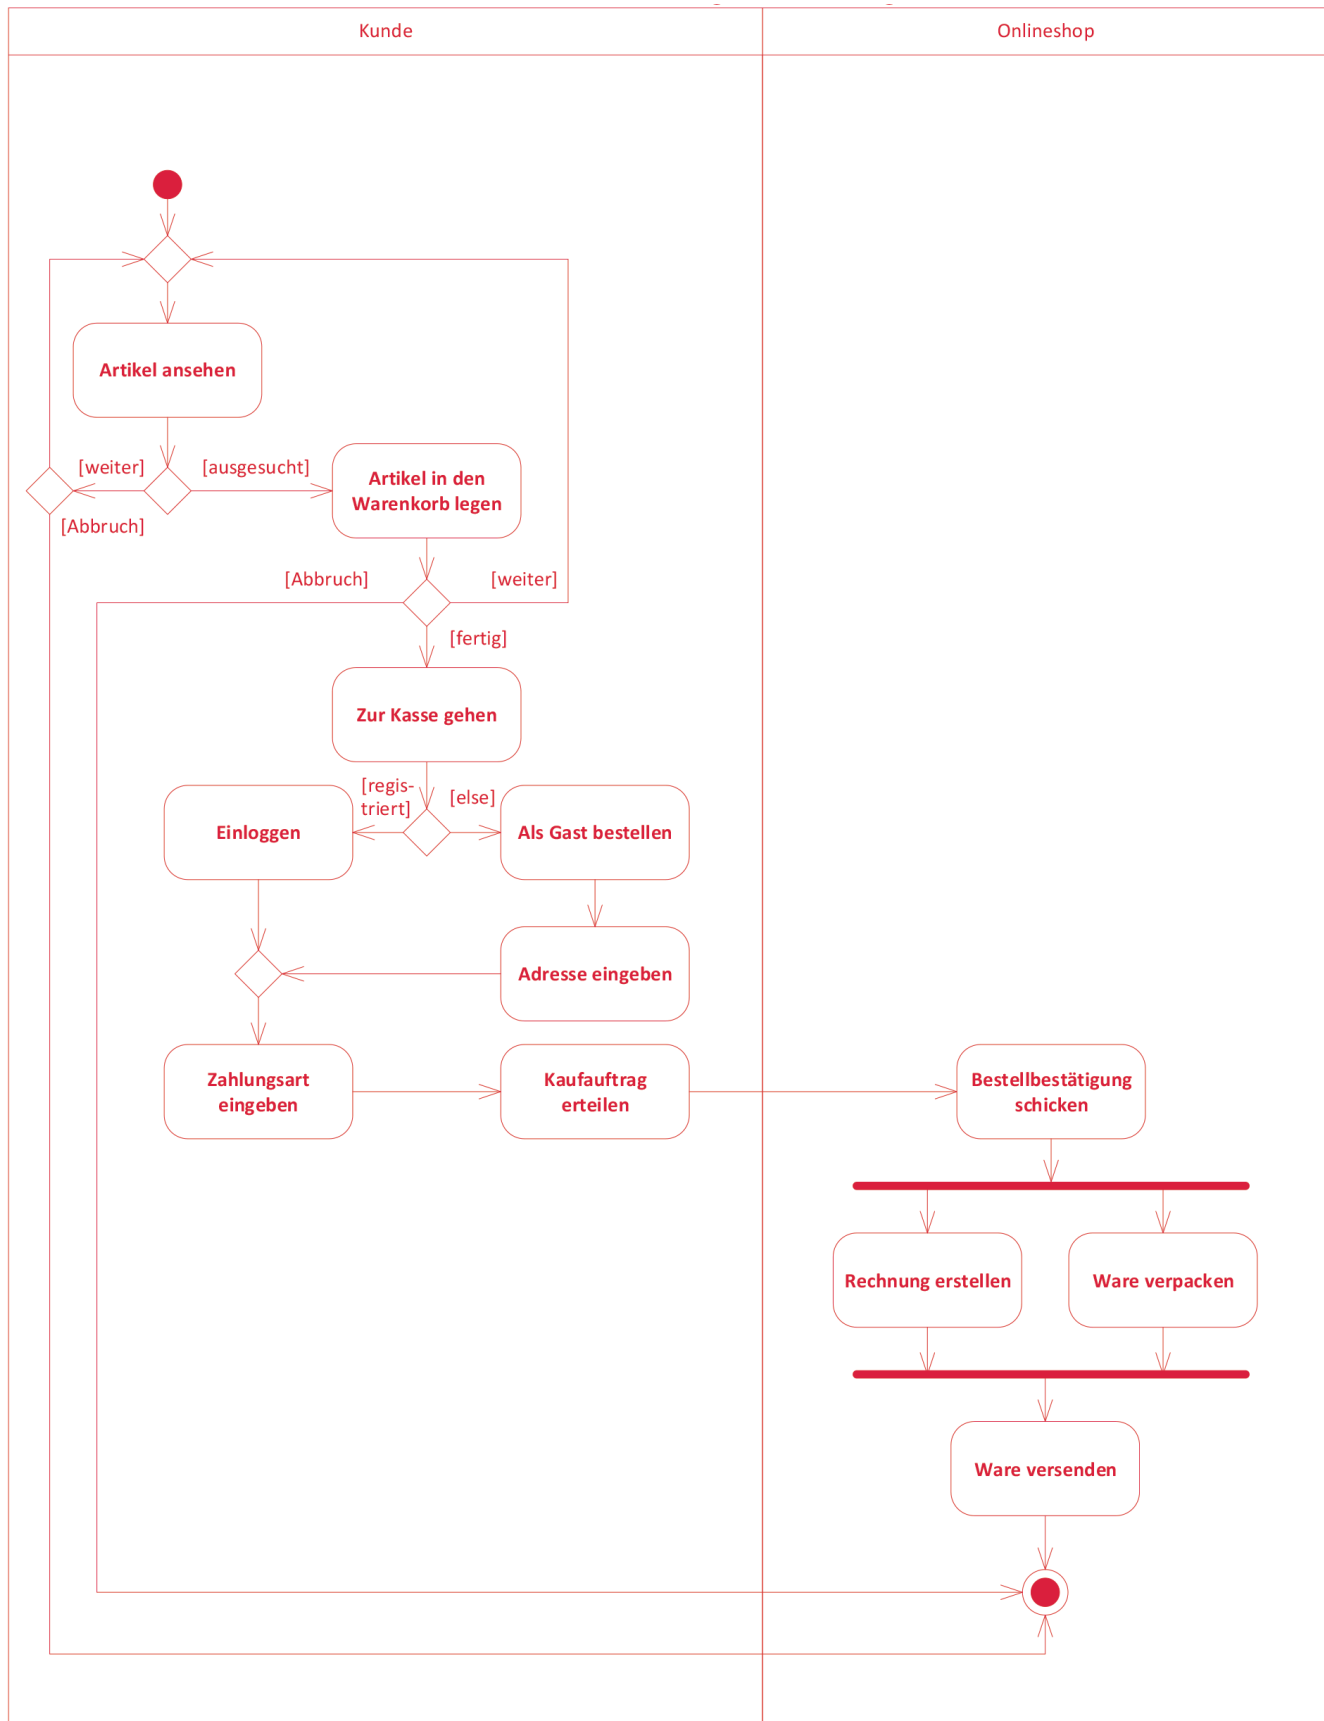 Kunde
Onlineshop
Artikel ansehen
[weiter]
[ausgesucht]
Artikel in den
Warenkorb legen
[Abbruch]
[Abbruch]
[weiter]
[fertig]
Zur Kasse gehen
[regis-
triert]
[else]
Einloggen
Als Gast bestellen
Adresse eingeben
Zahlungsart
eingeben
Kaufauftrag
erteilen
Bestellbestätigung
schicken
Rechnung erstellen
Ware verpacken
Ware versenden